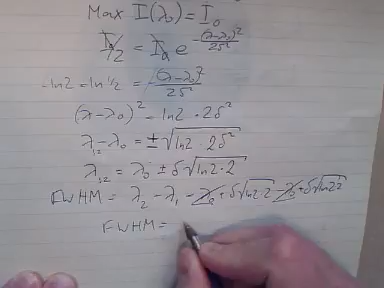 Max I(λ₀) = I₀
I₀/2 = I₀ e^(-(λ-λ₀)²/2δ²)
-ln2 = ln 1/2 = -(λ-λ₀)²/2δ²
(λ-λ₀)² = ln2 · 2δ²
λ₁₂-λ₀ = ±√(ln2 · 2δ²)
λ₁₂ = λ₀ ± δ√(ln2 · 2)
FWHM = λ₂ - λ₁ = λ₀ + δ√(ln2·2) - λ₀ + δ√(ln2·2)
FWHM =